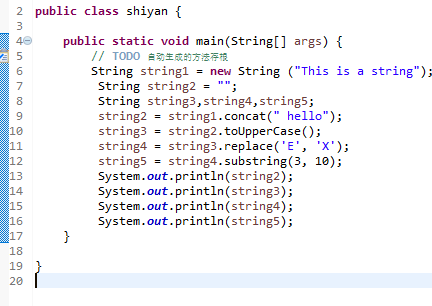 2 public class shiyan {
3
4 public static void main(String[] args) {
5 // TODO 自动生成的方法存根
6 String string1 = new String ("This is a string");
7 String string2 = "";
8 String string3,string4,string5;
9 string2 = string1.concat(" hello");
10 string3 = string2.toUpperCase();
11 string4 = string3.replace('E', 'X');
12 string5 = string4.substring(3, 10);
13 System.out.println(string2);
14 System.out.println(string3);
15 System.out.println(string4);
16 System.out.println(string5);
17 }
18
19 }
20